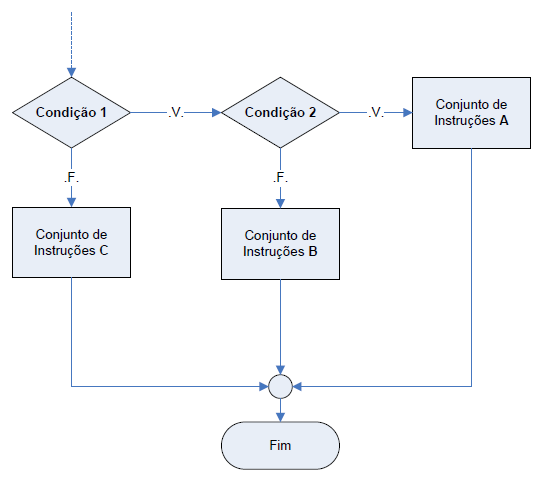 Condição 1
.V.
Condição 2
.V.
Conjunto de
Instruções A
.F.
.F.
Conjunto de
Instruções C
Conjunto de
Instruções B
Fim